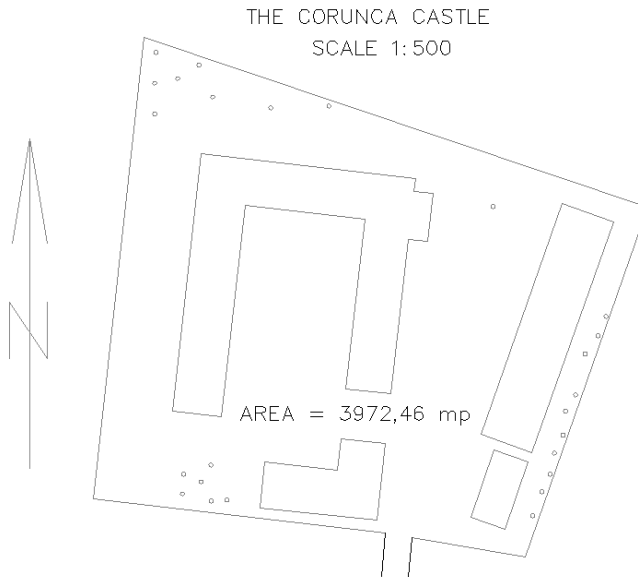 THE CORUNCA CASTLE
SCALE 1:500
N
AREA = 3972,46 mp